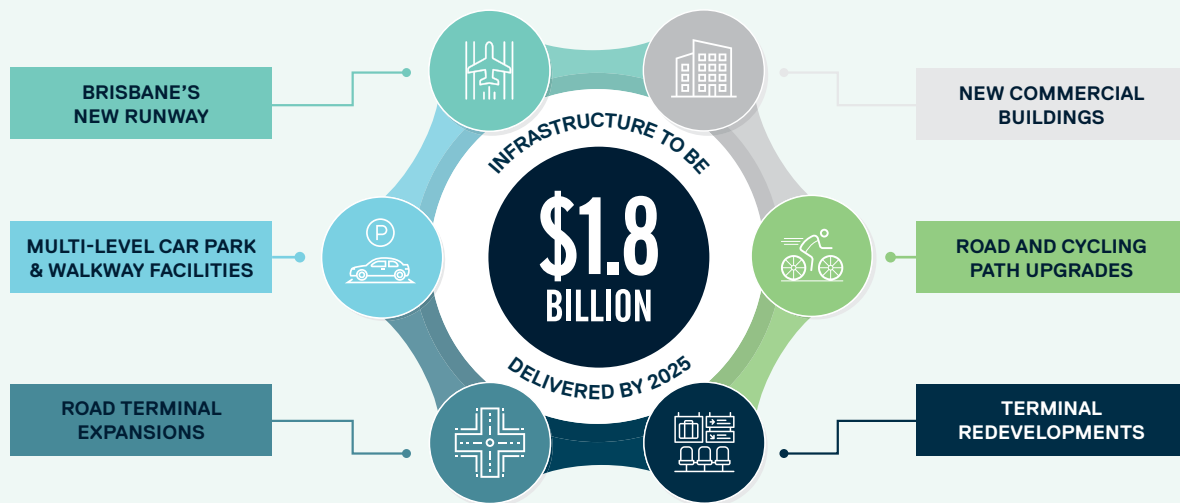 BRISBANE'S
NEW RUNWAY
NEW COMMERCIAL
BUILDINGS
INFRASTRUCTURE TO BE
$1.8
BILLION
DELIVERED BY 2025
P
MULTI-LEVEL CAR PARK
& WALKWAY FACILITIES
ROAD AND CYCLING
PATH UPGRADES
ROAD TERMINAL
EXPANSIONS
TERMINAL
REDEVELOPMENTS